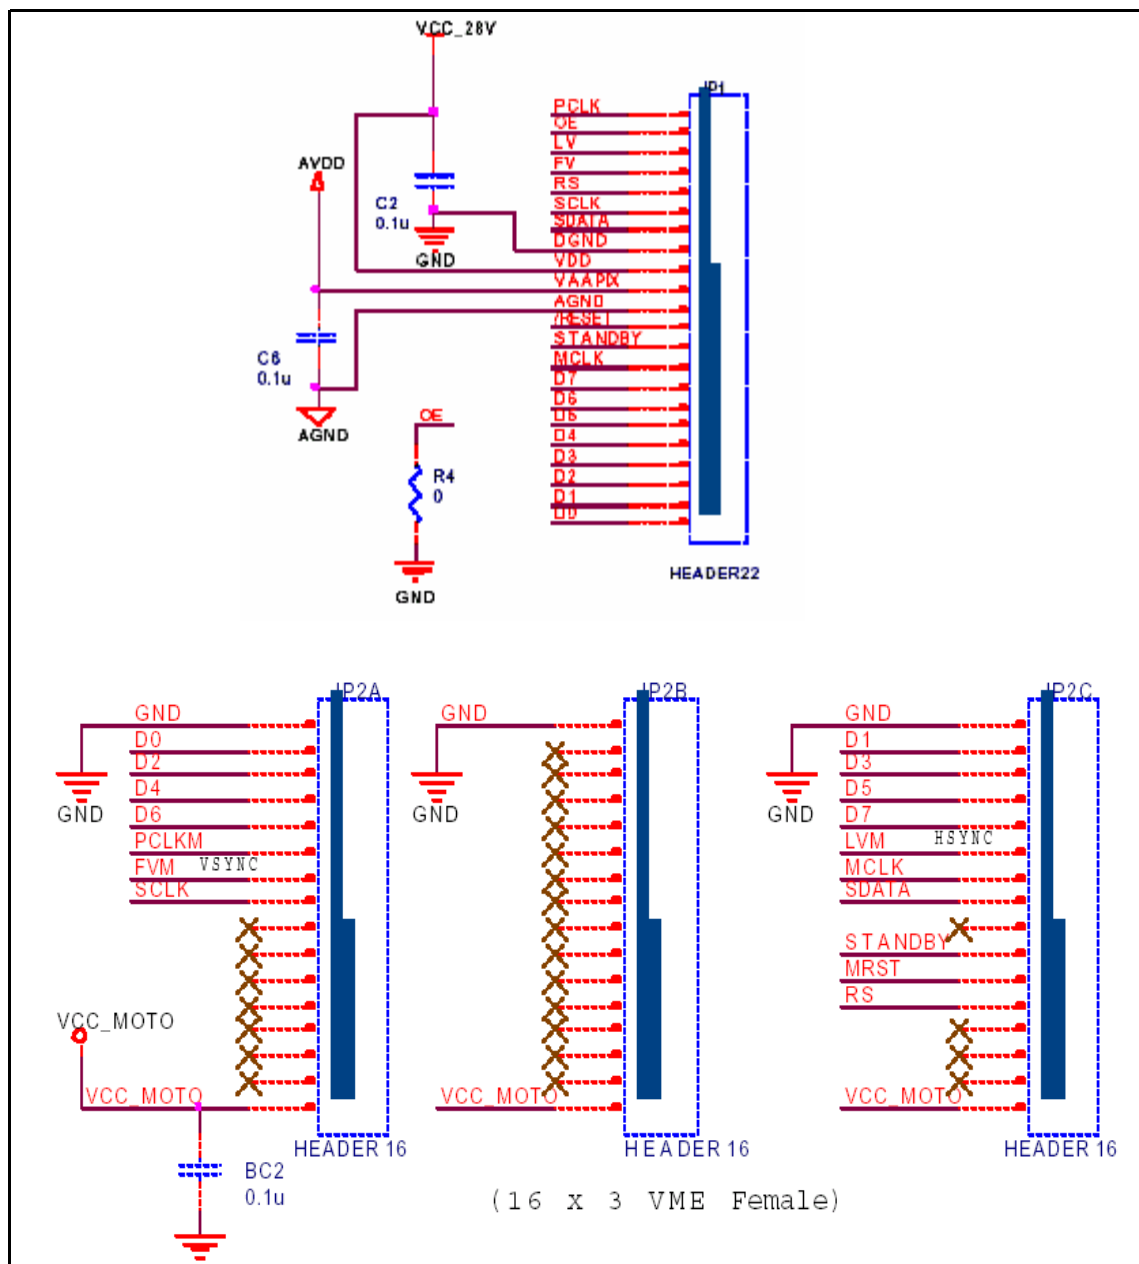 VCC_28V
JP1
PCLK
OE
LV
FV
AVDD
RS
C2
SCLK
0.1u
SDATA
DGND
GND
VDD
VAAPIX
AGND
/RESET
STANDBY
C6
MCLK
0.1u
D7
D6
OE
D5
AGND
D4
D3
R4
D2
0
D1
D0
HEADER22
GND
JP2A
JP2B
JP2C
GND
GND
GND
D0
D1
D2
D3
D4
D5
GND
D6
GND
GND
D7
PCLKM
LVM
HSYNC
FVM
VSYNC
MCLK
SCLK
SDATA
STANDBY
MRST
RS
VCC_MOTO
VCC_MOTO
VCC_MOTO
VCC_MOTO
HEADER 16
HEADER 16
HEADER 16
BC2
0.1u
(16 X 3 VME Female)